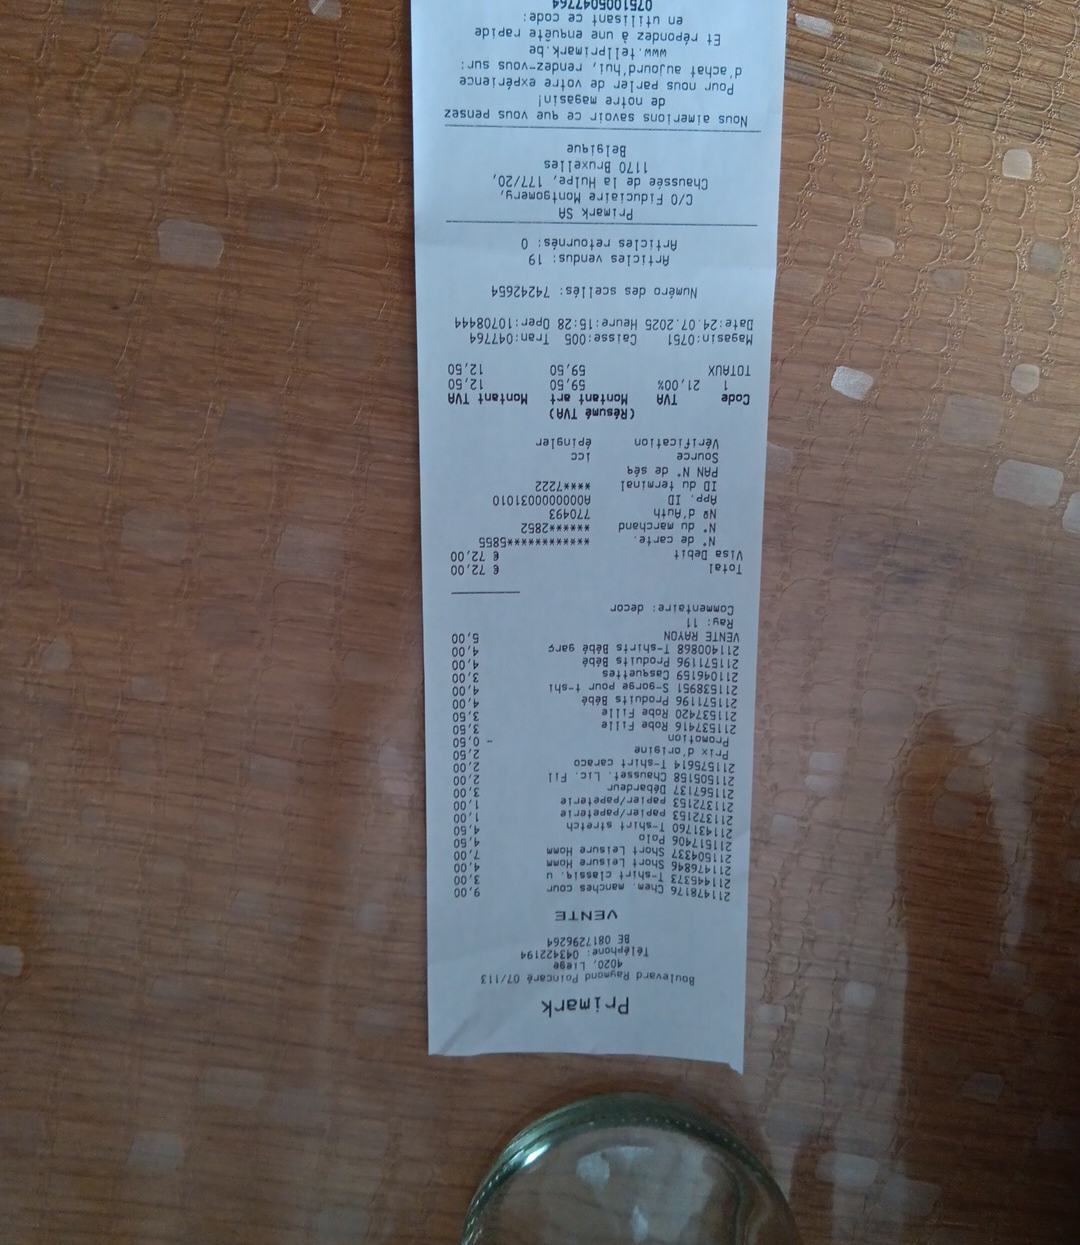 Primark
Boulevard Raymond Poincaré 07/113
4020, Liege
Téléphone: 043422194
BE 0817296264
VENTE
211478176 Chem. manches cour 9,00
211445373 T-shirt classiq. u 3,00
211476846 Short Leisure Homm 4,00
211504337 Short Leisure Homm 7,00
211517406 Polo 4,50
211431760 T-shirt stretch 4,50
211372153 Papier/papeterie 1,00
211372153 Papier/papeterie 1,00
211567137 Débardeur 3,00
211505158 Chausset. Lic. Fil 2,00
211575614 T-shirt caraco 2,00
Prix d'origine 2,50
Promotion - 0,50
211537416 Robe Fille 3,50
211537420 Robe Fille 3,50
211571196 Produits Bébé 4,00
211538951 S-gorge pour t-shi 4,00
211046159 Casquettes 3,00
211571196 Produits Bébé 4,00
211400868 T-shirts Bébé garç 4,00
VENTE RAYON 5,00
Ray: 11
Commentaire: decor
Total € 72,00
Visa Debit € 72,00
N° de carte. ************5855
N° du marchand ******2852
Nº d'Auth 770493
App. ID A0000000031010
ID du terminal ****7222
PAN N° de séq
Source icc
Vérification épingler
(Résumé TVA)
Code TVA Montant art Montant TVA
1 21,00% 59,50 12,50
TOTAUX 59,50 12,50
Magasin:0751 Caisse:005 Tran:047764
Date:24.07.2025 Heure:15:28 Oper:10708444
Numéro des scellés: 74242654
Articles vendus: 19
Articles retournés: 0
Primark SA
C/O Fiduciaire Montgomery,
Chaussée de la Hulpe, 177/20,
1170 Bruxelles
Belgique
Nous aimerions savoir ce que vous pensez
de notre magasin!
Pour nous parler de votre expérience
d'achat aujourd'hui, rendez-vous sur:
www.tellprimark.be
Et répondez à une enquête rapide
en utilisant ce code:
0751005047764